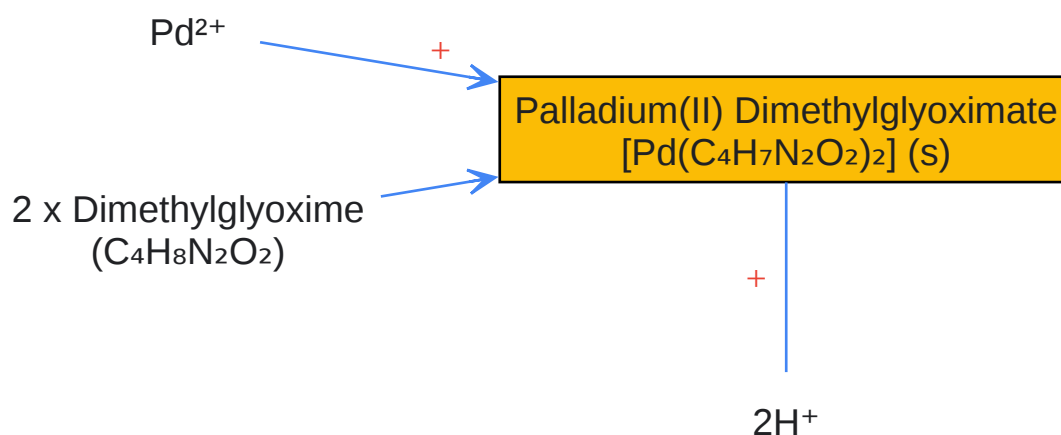 Pd²⁺
+
Palladium(II) Dimethylglyoximate
[Pd(C₄H₇N₂O₂)₂] (s)
2 x Dimethylglyoxime
(C₄H₈N₂O₂)
+
2H⁺